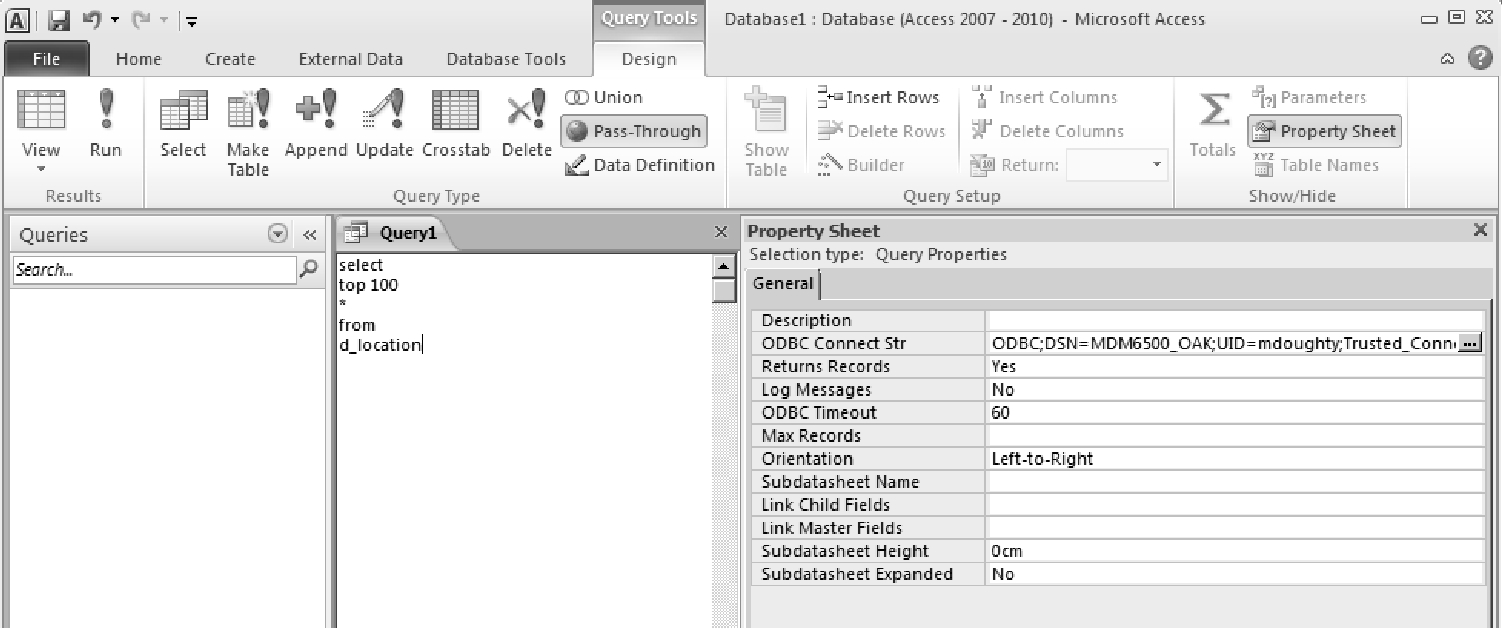 A Query Tools Database1 : Database (Access 2007 - 2010) - Microsoft Access
File Home Create External Data Database Tools Design ?
View Run Select Make Table Append Update Crosstab Delete
Union
Pass-Through
Data Definition
Show Table
Insert Rows
Delete Rows
Builder
Insert Columns
Delete Columns
Return:
Totals
Parameters
Property Sheet
XYZ Table Names
Results Query Type Query Setup Show/Hide
Queries «
Search...
Query1
select
top 100
*
from
d_location
Property Sheet
Selection type: Query Properties
General
Description
ODBC Connect Str ODBC;DSN=MDM6500_OAK;UID=mdoughty;Trusted_Conn ...
Returns Records Yes
Log Messages No
ODBC Timeout 60
Max Records
Orientation Left-to-Right
Subdatasheet Name
Link Child Fields
Link Master Fields
Subdatasheet Height 0cm
Subdatasheet Expanded No